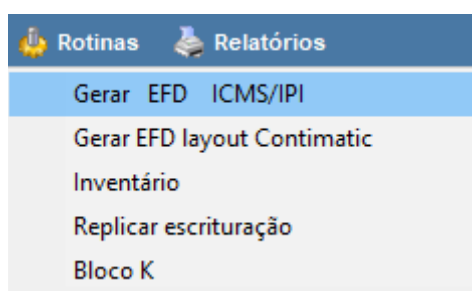 Rotinas Relatórios
Gerar EFD ICMS/IPI
Gerar EFD layout Contimatic
Inventário
Replicar escrituração
Bloco K